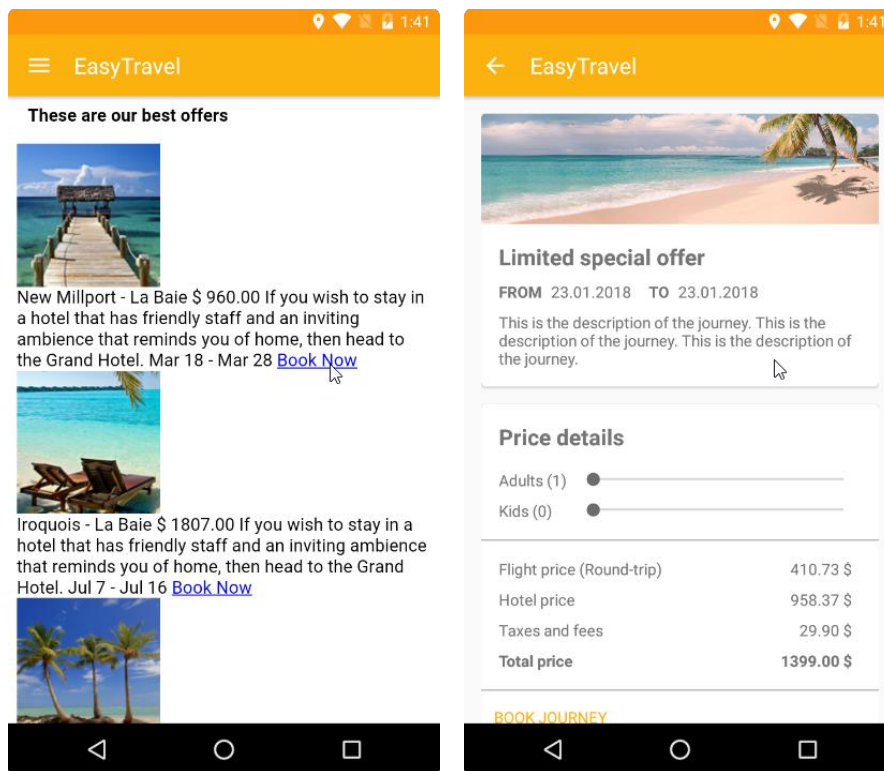 1:41
EasyTravel
These are our best offers
New Millport - La Baie $ 960.00 If you wish to stay in
a hotel that has friendly staff and an inviting
ambience that reminds you of home, then head to
the Grand Hotel. Mar 18 - Mar 28 Book Now
Iroquois - La Baie $ 1807.00 If you wish to stay in a
hotel that has friendly staff and an inviting ambience
that reminds you of home, then head to the Grand
Hotel. Jul 7 - Jul 16 Book Now
1:41
EasyTravel
Limited special offer
FROM 23.01.2018 TO 23.01.2018
This is the description of the journey. This is the
description of the journey. This is the description of
the journey.
Price details
Adults (1)
Kids (0)
Flight price (Round-trip) 410.73 $
Hotel price 958.37 $
Taxes and fees 29.90 $
Total price 1399.00 $
BOOK JOURNEY